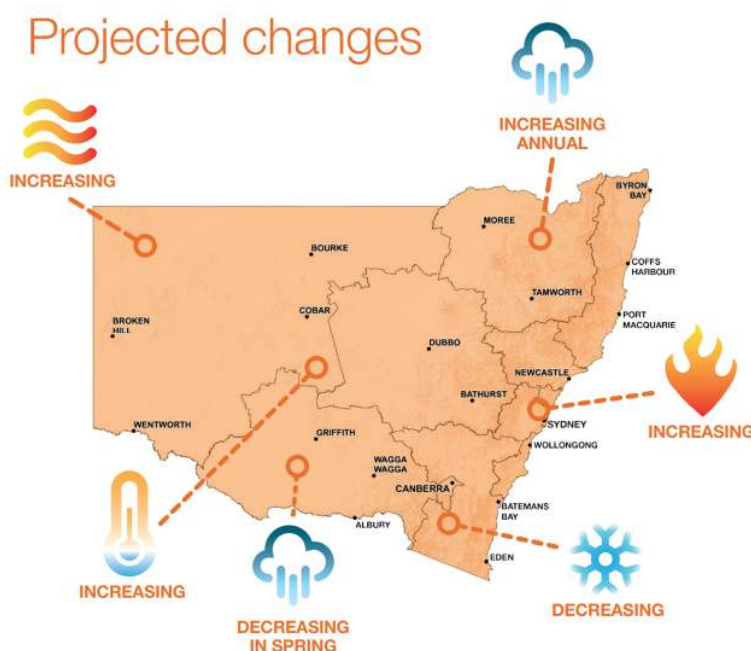 Projected changes
INCREASING
ANNUAL
INCREASING
BYRON
BAY
MOREE
BOURKE
COFFS
HARBOUR
TAMWORTH
COBAR
PORT
MACQUARIE
BROKEN
HILL
DUBBO
NEWCASTLE
BATHURST
SYDNEY
INCREASING
WENTWORTH
GRIFFITH
WOLLONGONG
WAGGA
WAGGA
CANBERRA
BATEMANS
BAY
ALBURY
EDEN
INCREASING
DECREASING
DECREASING
IN SPRING